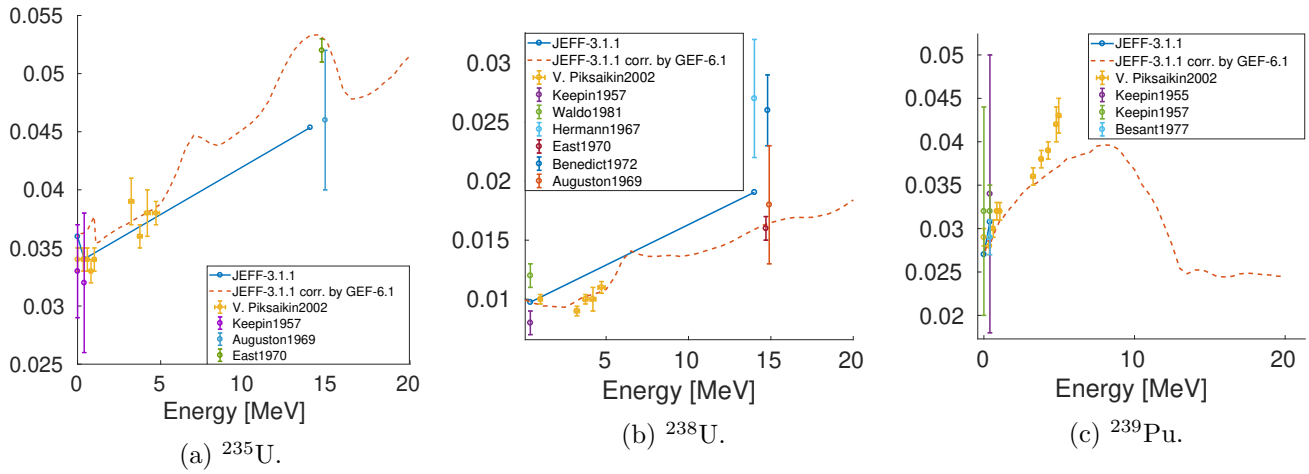 0.055
0.05
0.045
0.04
0.035
0.03
0.025
0
5
10
15
20
Energy [MeV]
JEFF-3.1.1
JEFF-3.1.1 corr. by GEF-6.1
V. Piksaikin2002
Keepin1957
Auguston1969
East1970
(a) ²³⁵U.
0.03
0.025
0.02
0.015
0.01
5
10
15
20
Energy [MeV]
JEFF-3.1.1
JEFF-3.1.1 corr. by GEF-6.1
V. Piksaikin2002
Keepin1957
Waldo1981
Hermann1967
East1970
Benedict1972
Auguston1969
(b) ²³⁸U.
0.05
0.045
0.04
0.035
0.03
0.025
0.02
0
10
20
Energy [MeV]
JEFF-3.1.1
JEFF-3.1.1 corr. by GEF-6.1
V. Piksaikin2002
Keepin1955
Keepin1957
Besant1977
(c) ²³⁹Pu.